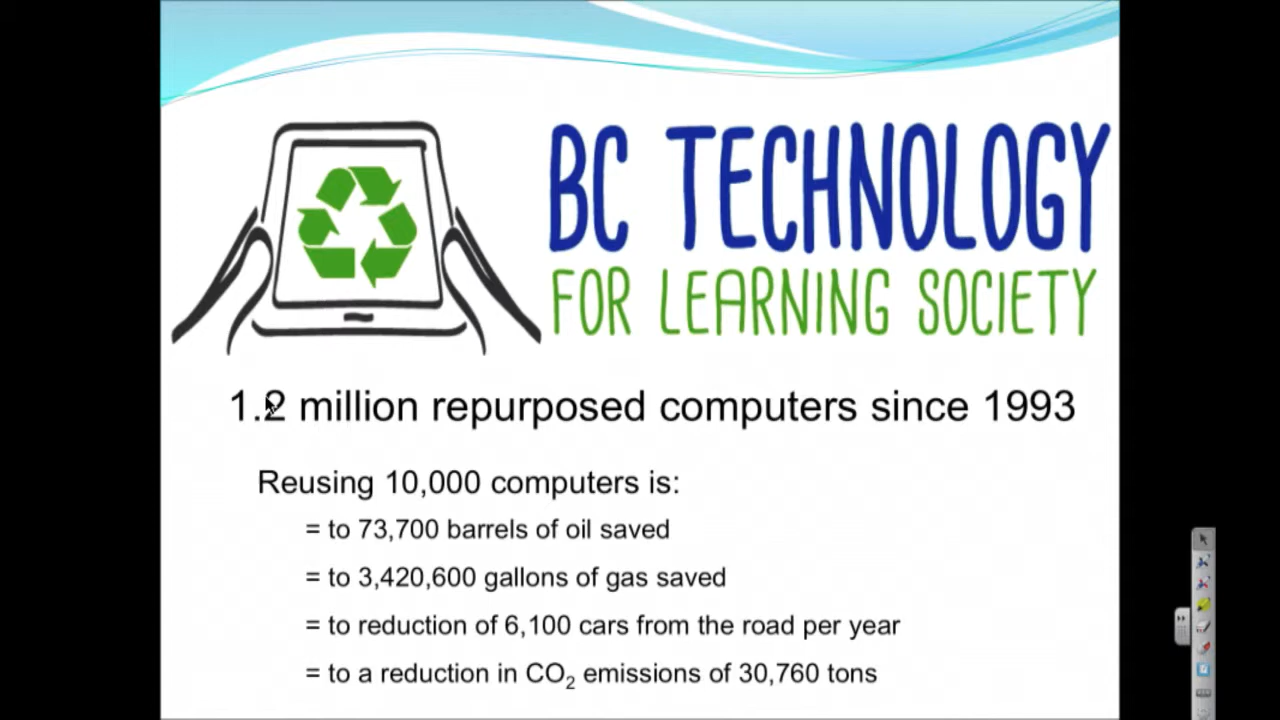 BC TECHNOLOGY
FOR LEARNING SOCIETY
1.2 million repurposed computers since 1993
Reusing 10,000 computers is:
= to 73,700 barrels of oil saved
= to 3,420,600 gallons of gas saved
= to reduction of 6,100 cars from the road per year
= to a reduction in CO₂ emissions of 30,760 tons